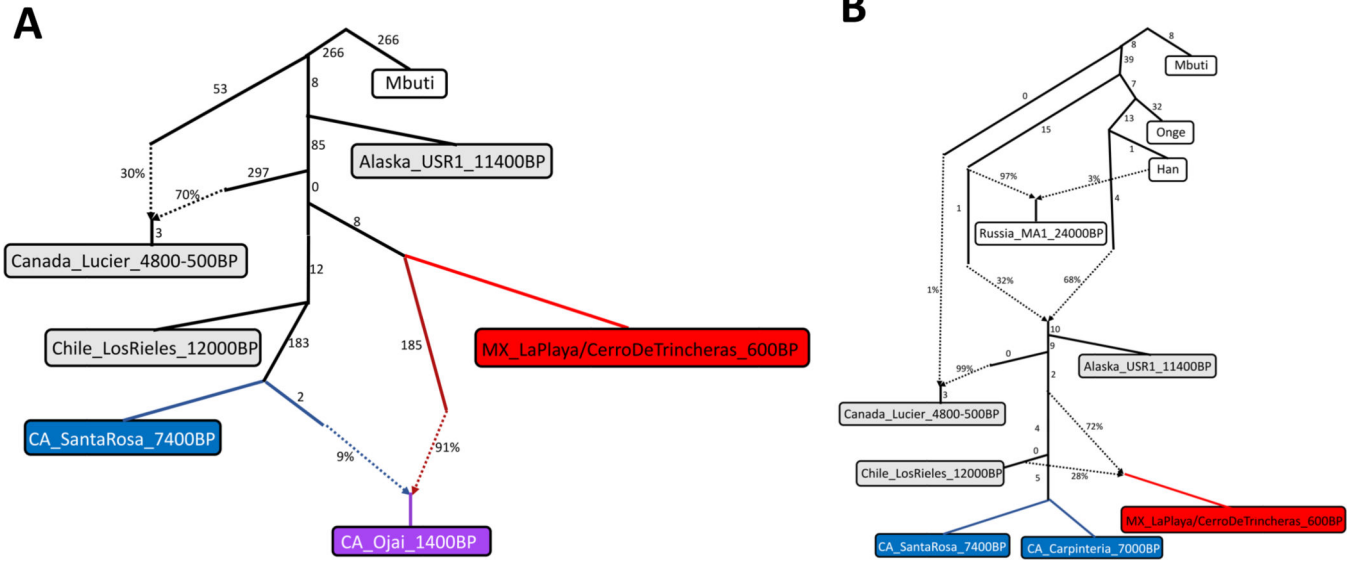 A
266
266
Mbuti
8
53
85
Alaska_USR1_11400BP
297
30%
70%
0
8
3
Canada_Lucier_4800-500BP
12
Chile_LosRieles_12000BP
183
185
MX_LaPlaya/CerroDeTrincheras_600BP
2
CA_SantaRosa_7400BP
9%
91%
CA_Ojai_1400BP
B
8
8
39
Mbuti
7
0
32
13
Onge
15
1
Han
97%
3%
1
4
Russia_MA1_24000BP
1%
32%
68%
10
9
0
Alaska_USR1_11400BP
99%
2
3
Canada_Lucier_4800-500BP
4
72%
0
Chile_LosRieles_12000BP
28%
5
MX_LaPlaya/CerroDeTrincheras_600BP
CA_SantaRosa_7400BP
CA_Carpinteria_7000BP